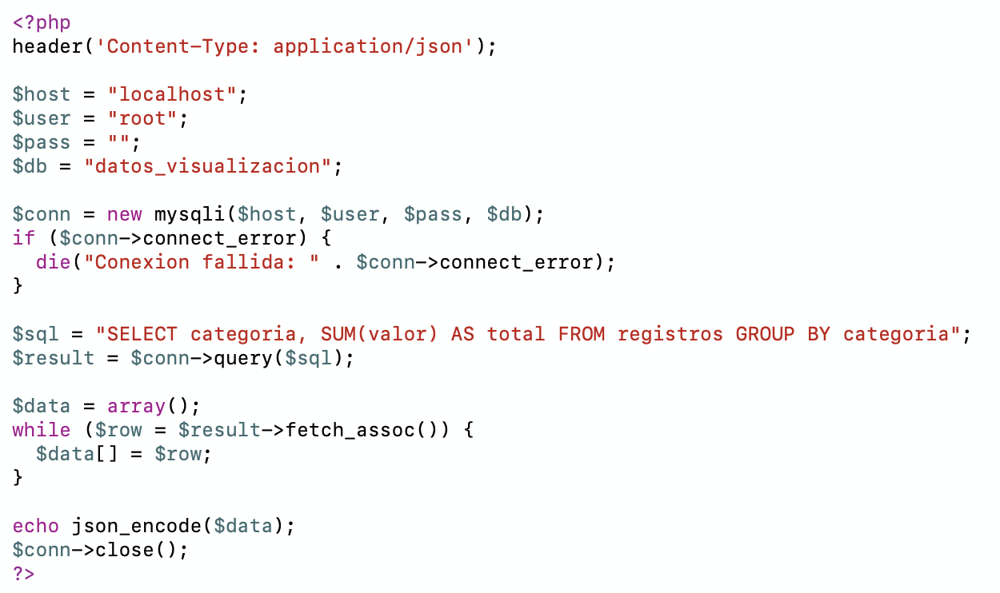 <?php
header('Content-Type: application/json');

$host = "localhost";
$user = "root";
$pass = "";
$db = "datos_visualizacion";

$conn = new mysqli($host, $user, $pass, $db);
if ($conn->connect_error) {
  die("Conexion fallida: " . $conn->connect_error);
}

$sql = "SELECT categoria, SUM(valor) AS total FROM registros GROUP BY categoria";
$result = $conn->query($sql);

$data = array();
while ($row = $result->fetch_assoc()) {
  $data[] = $row;
}

echo json_encode($data);
$conn->close();
?>